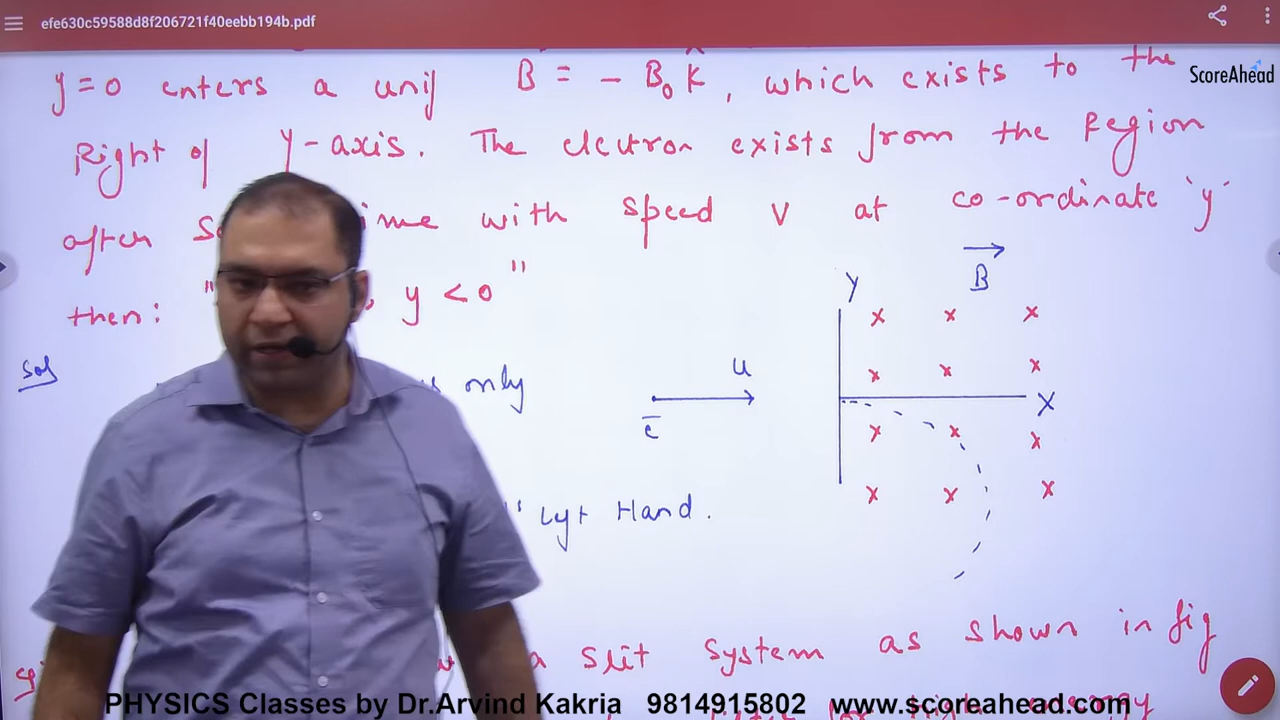 efe630c59588d8f206721f40eebb194b.pdf
ScoreAhead
y=0 enters a unif B = - B₀ k̂, which exists to the
Right of Y-axis. The electron exists from the Region
after time with speed v at co-ordinate 'y'
then: " , y < 0 "
Y
B
x x x
Sol
only
u
x x x
e
X
x x x
x x x
Left Hand.
a slit system as shown in fig
PHYSICS Classes by Dr.Arvind Kakria 9814915802 www.scoreahead.com